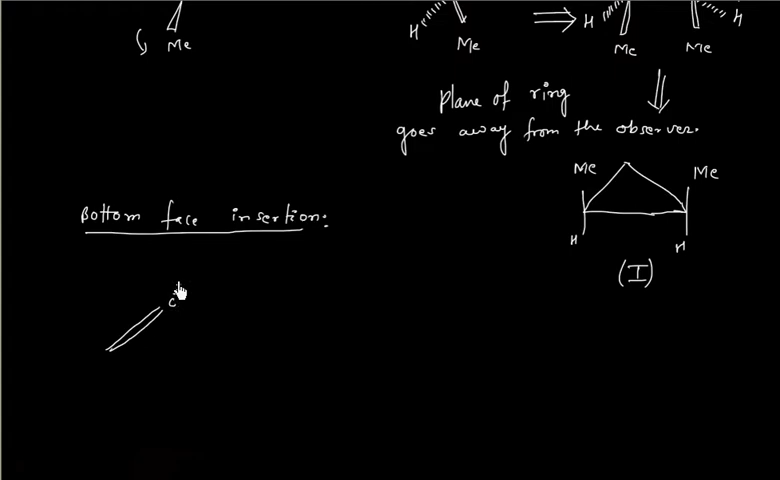 H
H
H
Me
Me
Me
Me
Plane of ring
goes away from the observer.
Me
Me
Bottom face insertion:
H
H
(I)
C